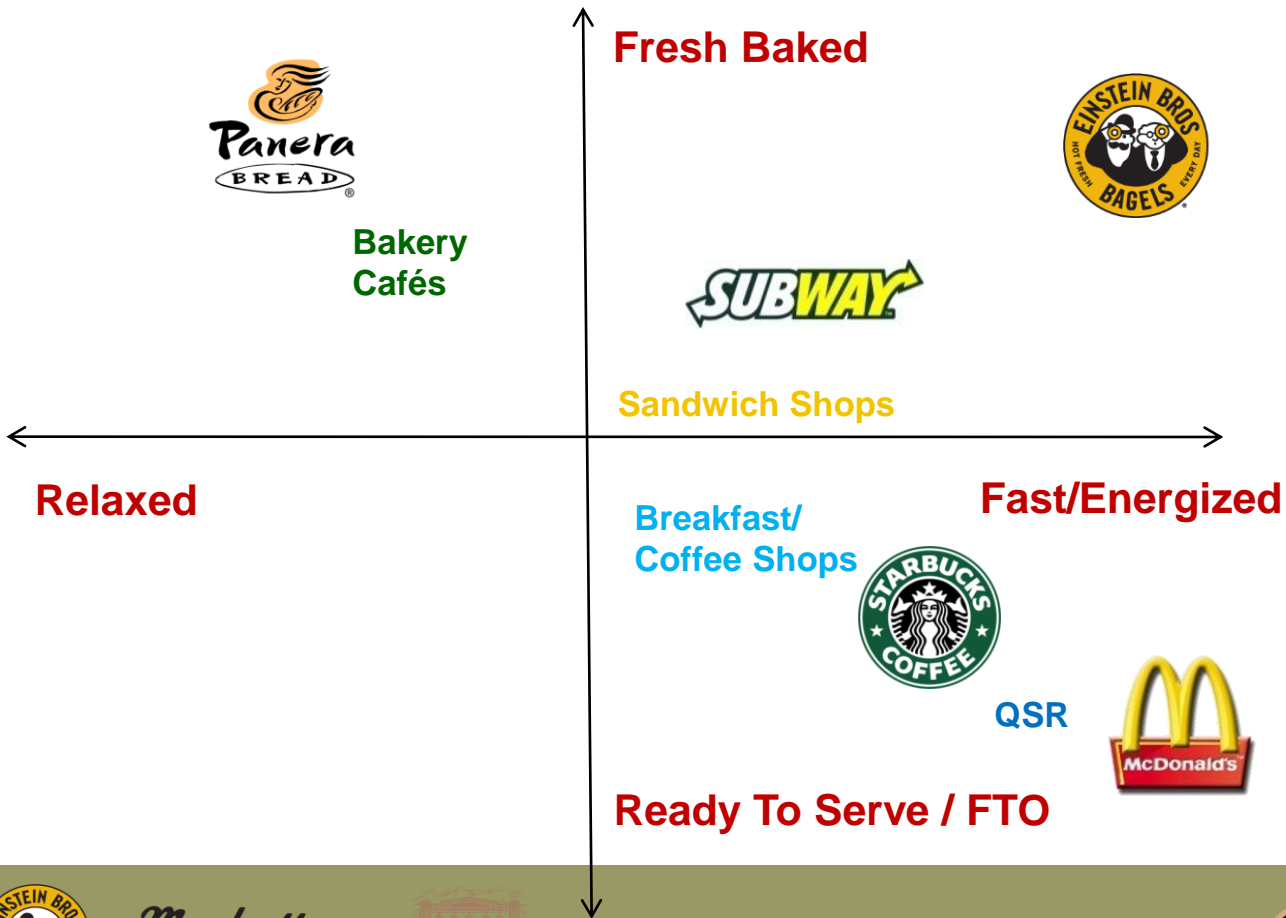 Fresh Baked
Panera
BREAD
®
EINSTEIN BROS
HOT FRESH
EVERY DAY
BAGELS
Bakery
Cafés
SUBWAY
Sandwich Shops
Relaxed
Fast/Energized
Breakfast/
Coffee Shops
STARBUCKS
COFFEE
QSR
McDonald's
Ready To Serve / FTO